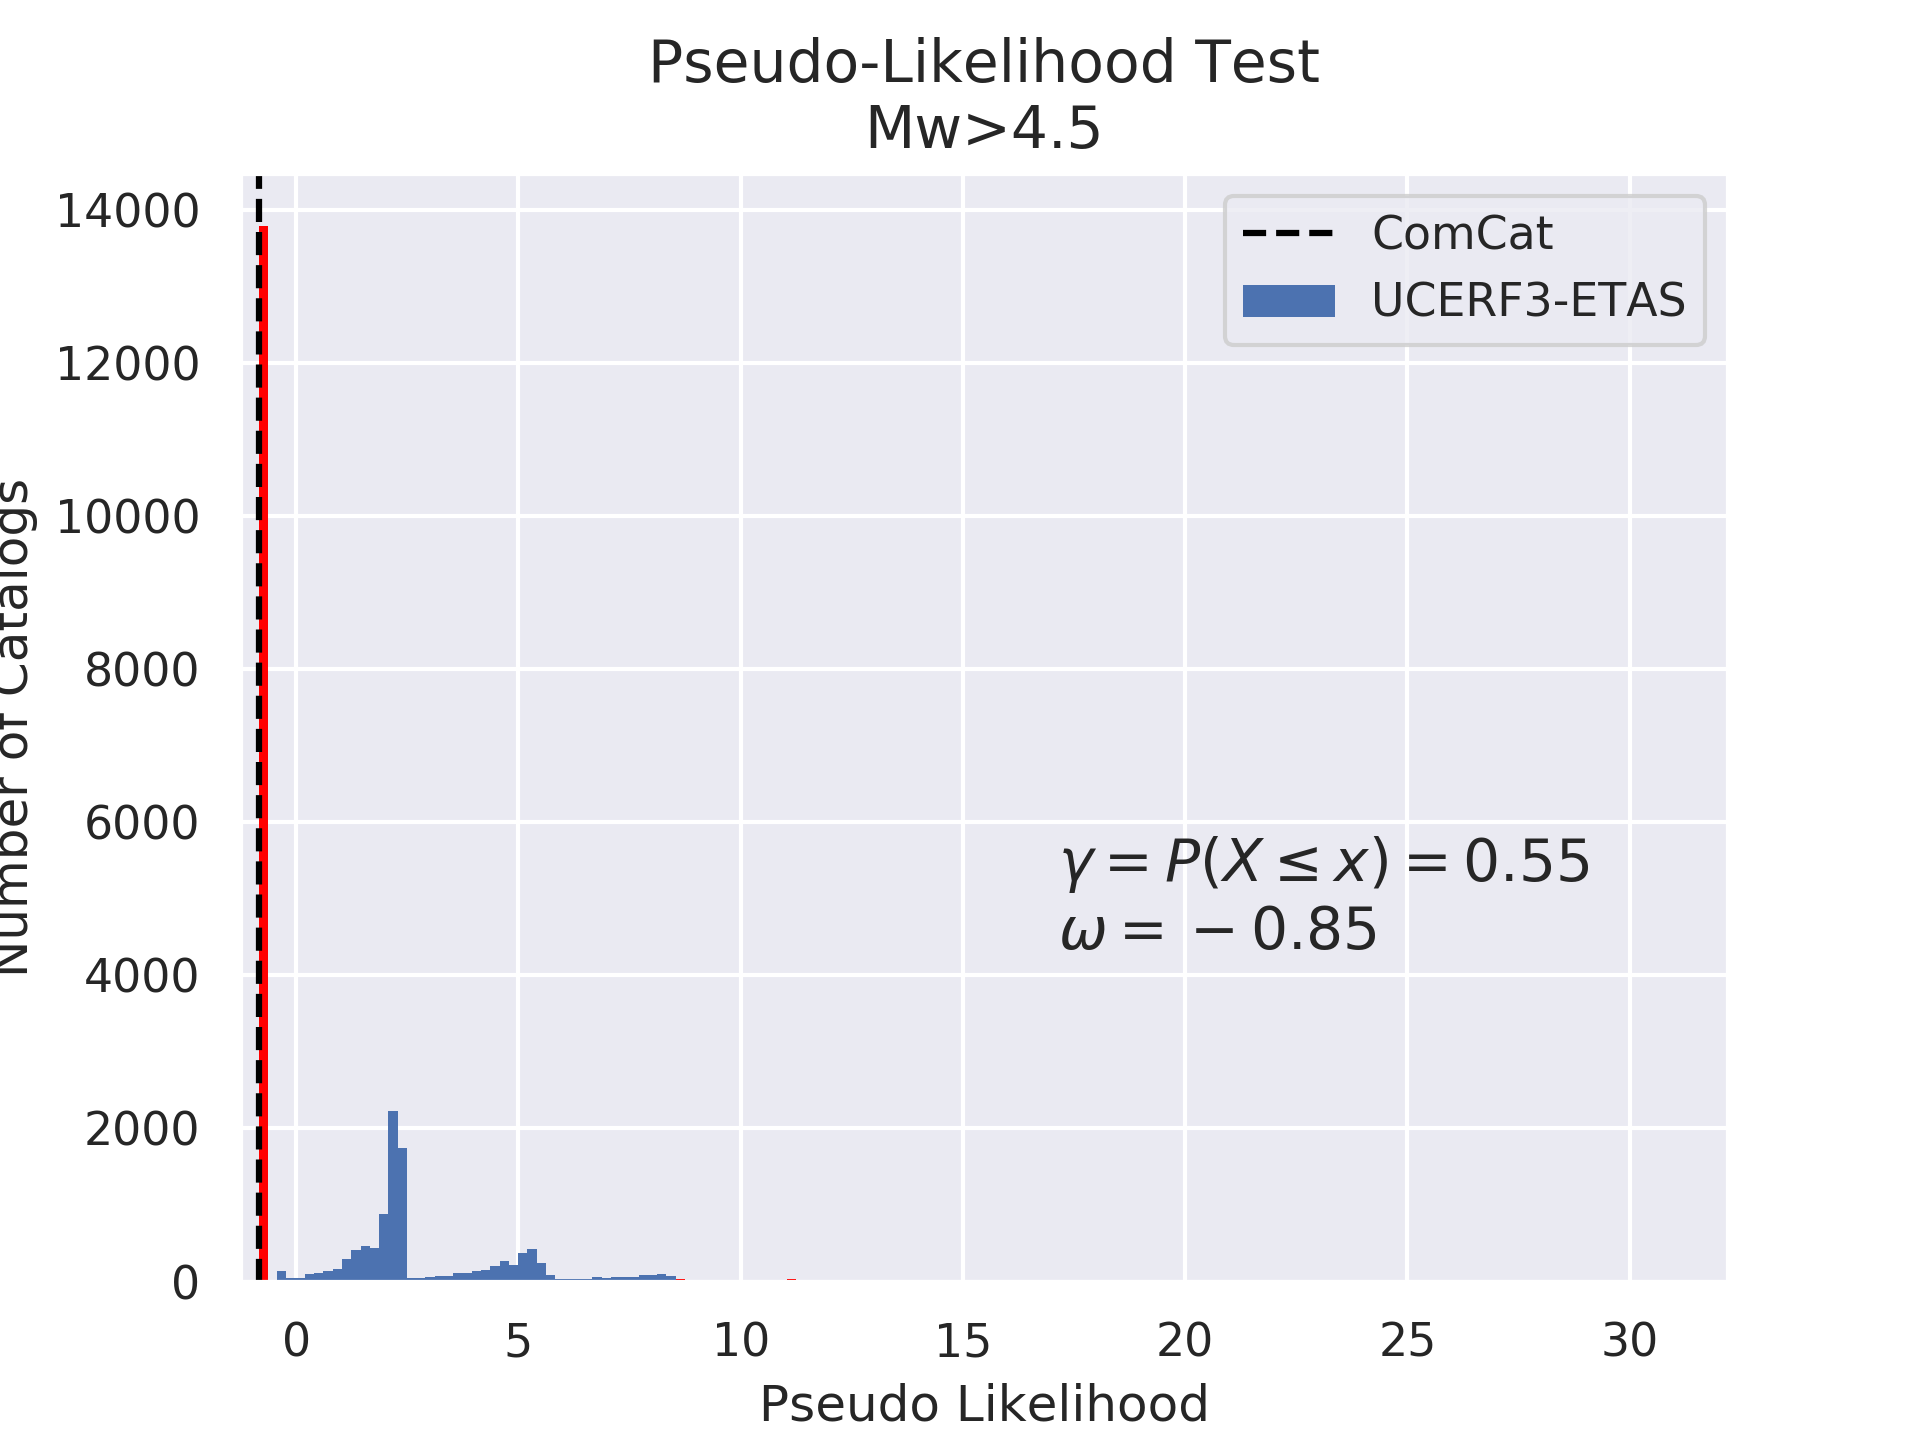 Pseudo-Likelihood Test
Mw>4.5
14000
12000
10000
8000
6000
4000
2000
0
Number of Catalogs
ComCat
UCERF3-ETAS
γ = P(X ≤ x) = 0.55
ω = − 0.85
0 5 10 15 20 25 30
Pseudo Likelihood